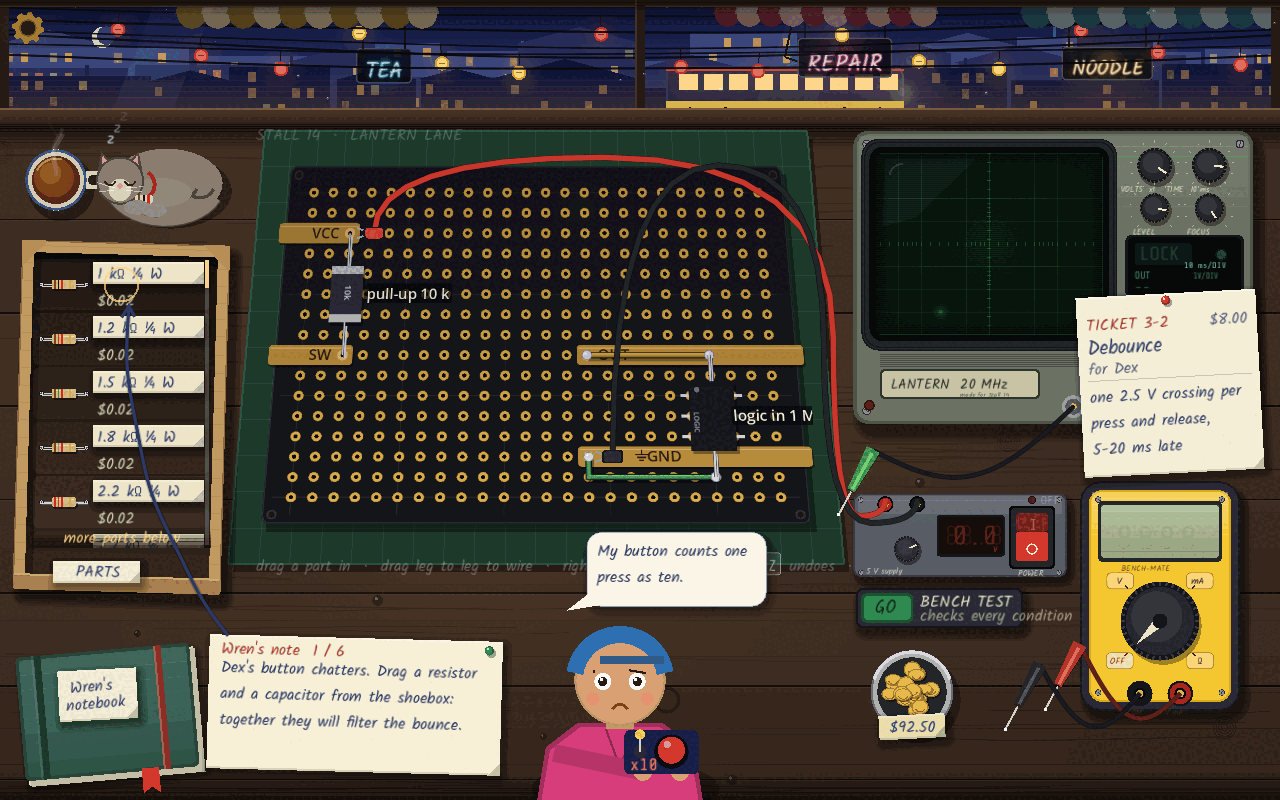 TEA
REPAIR
NOODLE
z
z
z
STALL 14 · LANTERN LANE
VCC
10k
pull-up 10 k
SW
LOGIC
logic in 1 M
GND
drag a part in · drag leg to leg to wire · righ
Z undoes
1 kΩ ¼ W
$0.02
1.2 kΩ ¼ W
$0.02
1.5 kΩ ¼ W
$0.02
1.8 kΩ ¼ W
$0.02
2.2 kΩ ¼ W
$0.02
more parts below
PARTS
VOLTS
TIME
LEVEL
FOCUS
LOCK
10 ms/DIV
OUT
1V/DIV
LANTERN 20 MHz
made for Stall 14
TICKET 3-2 $8.00
Debounce
for Dex
one 2.5 V crossing per
press and release,
5-20 ms late
0.0
V
OFF
I
5 V supply
POWER
GO
BENCH TEST
checks every condition
BENCH-MATE
V
mA
OFF
Ω
My button counts one
press as ten.
x10
$92.50
Wren's
notebook
Wren's note 1 / 6
Dex's button chatters. Drag a resistor
and a capacitor from the shoebox:
together they will filter the bounce.